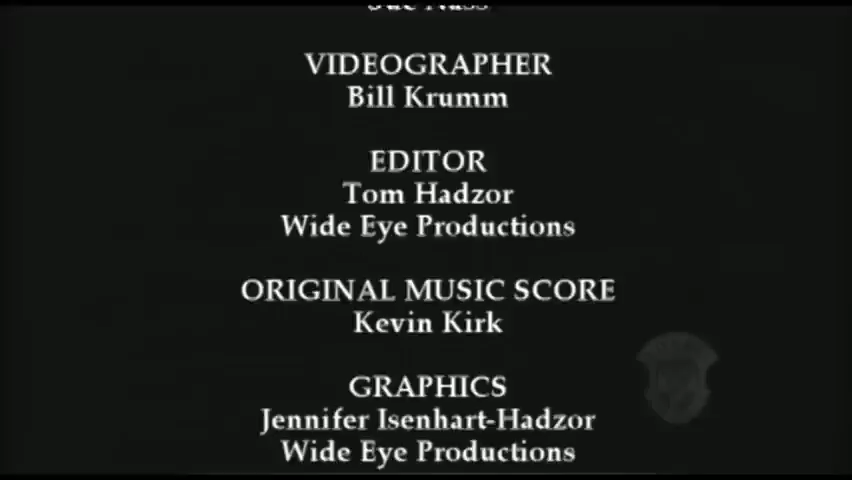 VIDEOGRAPHER
Bill Krumm
EDITOR
Tom Hadzor
Wide Eye Productions
ORIGINAL MUSIC SCORE
Kevin Kirk
GRAPHICS
Jennifer Isenhart-Hadzor
Wide Eye Productions